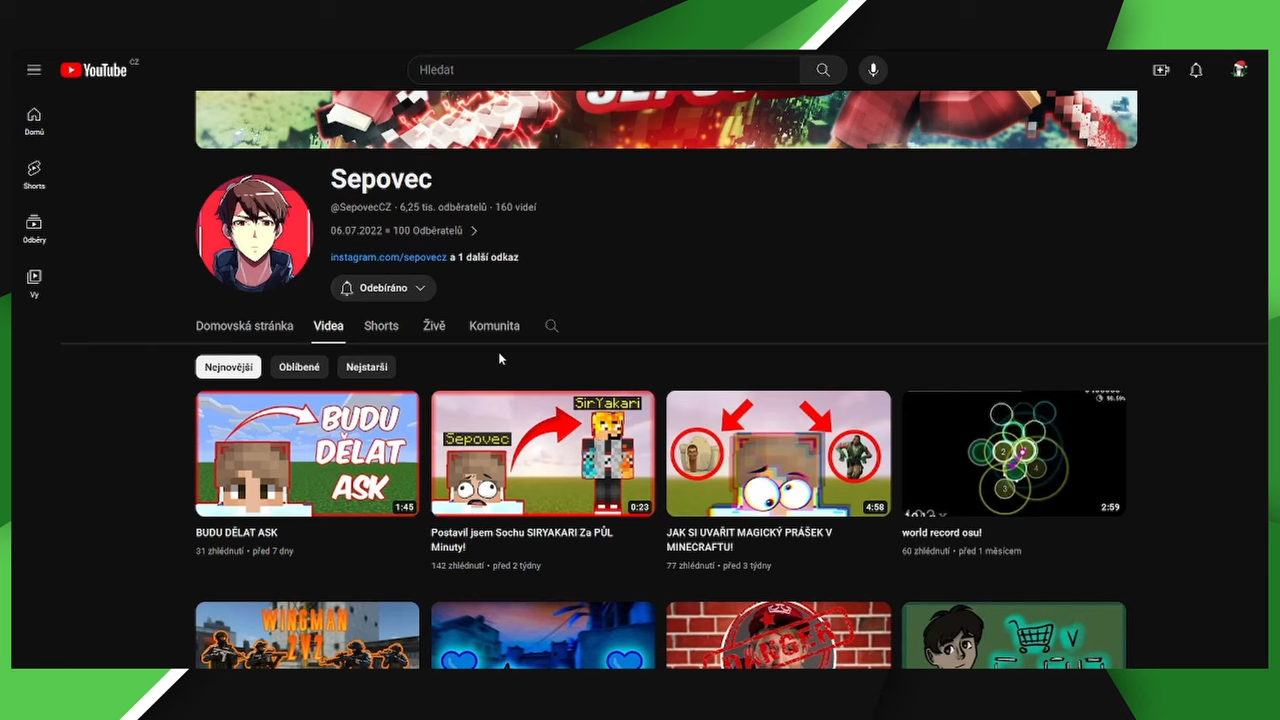 YouTube CZ
Hledat
Domů
Shorts
Odběry
Vy
Sepovec
@SepovecCZ · 6,25 tis. odběratelů · 160 videí
06.07.2022 = 100 Odběratelů
instagram.com/sepovecz a 1 další odkaz
Odebíráno
Domovská stránka Videa Shorts Živě Komunita
Nejnovější Oblíbené Nejstarší
BUDU
DĚLAT
ASK
1:45
SirYakari
Sepovec
0:23
4:58
2
4
3
2:59
BUDU DĚLAT ASK
31 zhlédnutí • před 7 dny
Postavil jsem Sochu SIRYAKARI Za PŮL
Minuty!
142 zhlédnutí • před 2 týdny
JAK SI UVAŘIT MAGICKÝ PRÁŠEK V
MINECRAFTU!
77 zhlédnutí • před 3 týdny
world record osu!
60 zhlédnutí • před 1 měsícem
WINGMAN
2V2
DANGER
V